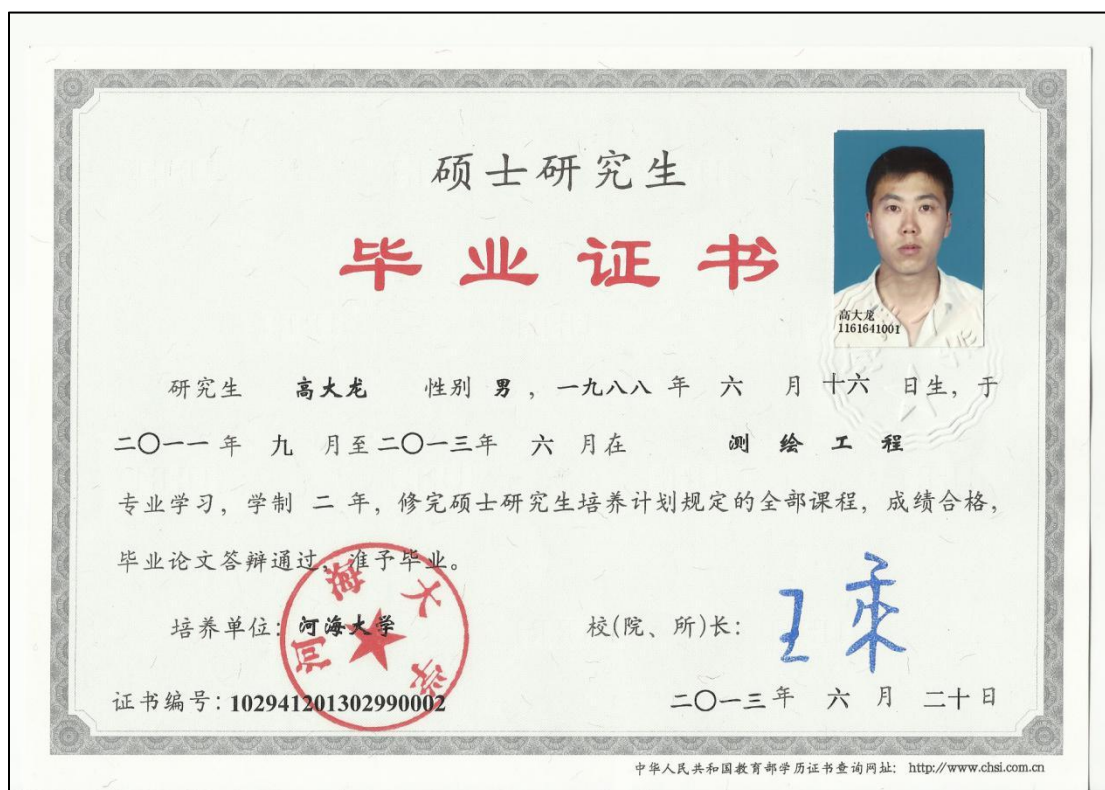 硕士研究生
毕业证书
高大龙
1161641001
研究生 高大龙 性别 男 ，一九八八 年 六 月 十六 日生，于
二〇一一 年 九 月至二〇一三年 六 月在 测 绘 工 程
专业学习，学制 二 年，修完硕士研究生培养计划规定的全部课程，成绩合格，
毕业论文答辩通过，准予毕业。
河海大学
培养单位：河海大学 校(院、所)长：王乘
证书编号：102941201302990002 二〇一三 年 六 月 二十 日
中华人民共和国教育部学历证书查询网址： http://www.chsi.com.cn